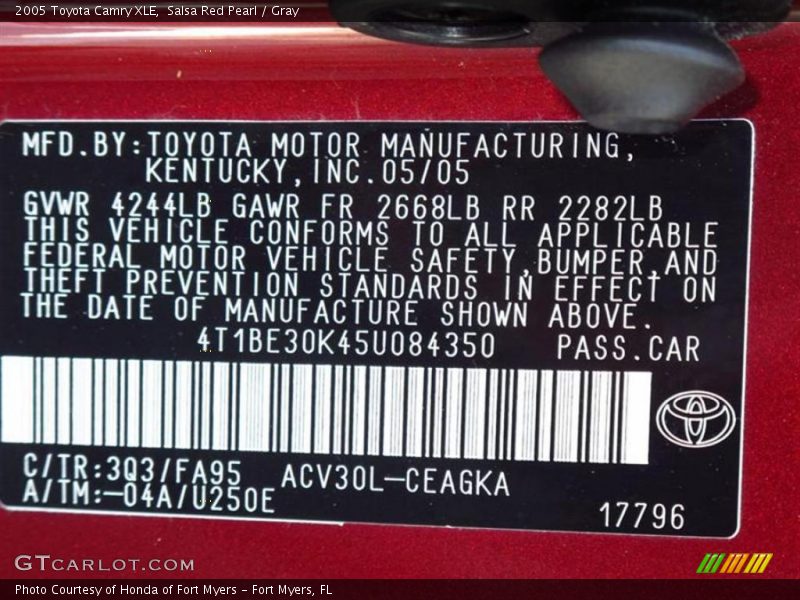 2005 Toyota Camry XLE, Salsa Red Pearl / Gray
MFD.BY:TOYOTA MOTOR MANUFACTURING,
KENTUCKY,INC.05/05
GVWR 4244LB GAWR FR 2668LB RR 2282LB
THIS VEHICLE CONFORMS TO ALL APPLICABLE
FEDERAL MOTOR VEHICLE SAFETY,BUMPER,AND
THEFT PREVENTION STANDARDS IN EFFECT ON
THE DATE OF MANUFACTURE SHOWN ABOVE.
4T1BE30K45U084350 PASS.CAR
C/TR:3Q3/FA95 ACV30L-CEAGKA
A/TM:-04A/U250E
17796
GTCARLOT.COM
Photo Courtesy of Honda of Fort Myers - Fort Myers, FL